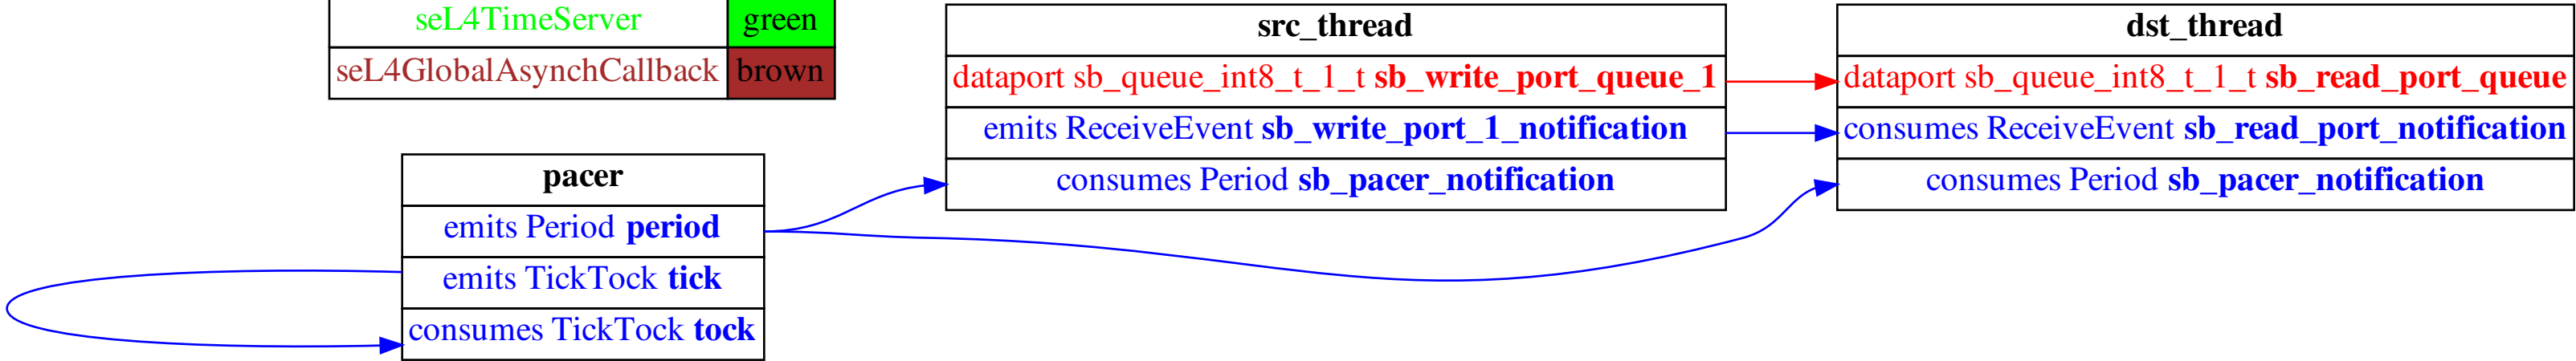 seL4TimeServer green
seL4GlobalAsynchCallback brown
src_thread
dataport sb_queue_int8_t_1_t sb_write_port_queue_1
emits ReceiveEvent sb_write_port_1_notification
consumes Period sb_pacer_notification
dst_thread
dataport sb_queue_int8_t_1_t sb_read_port_queue
consumes ReceiveEvent sb_read_port_notification
consumes Period sb_pacer_notification
pacer
emits Period period
emits TickTock tick
consumes TickTock tock